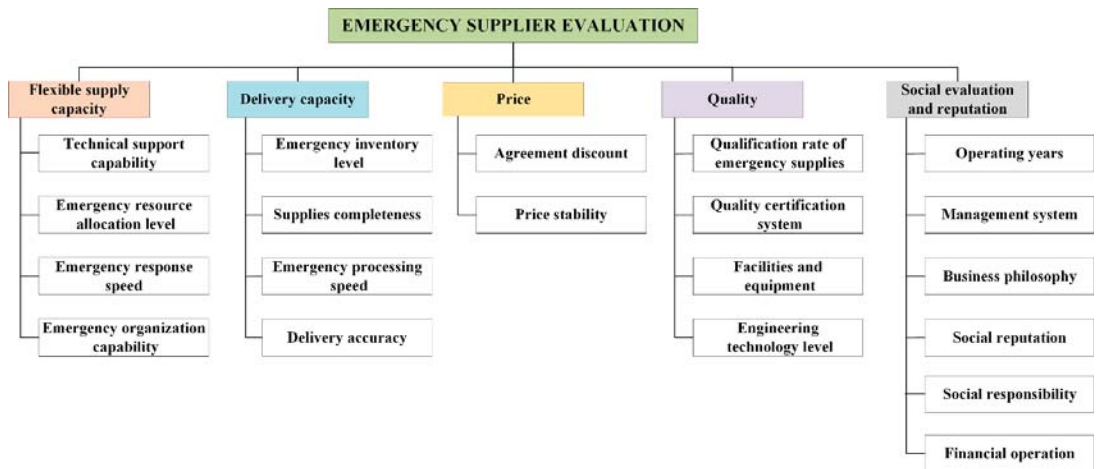 EMERGENCY SUPPLIER EVALUATION
Flexible supply
capacity
Technical support
capability
Emergency resource
allocation level
Emergency response
speed
Emergency organization
capability
Delivery capacity
Emergency inventory
level
Supplies completeness
Emergency processing
speed
Delivery accuracy
Price
Agreement discount
Price stability
Quality
Qualification rate of
emergency supplies
Quality certification
system
Facilities and
equipment
Engineering
technology level
Social evaluation
and reputation
Operating years
Management system
Business philosophy
Social reputation
Social responsibility
Financial operation